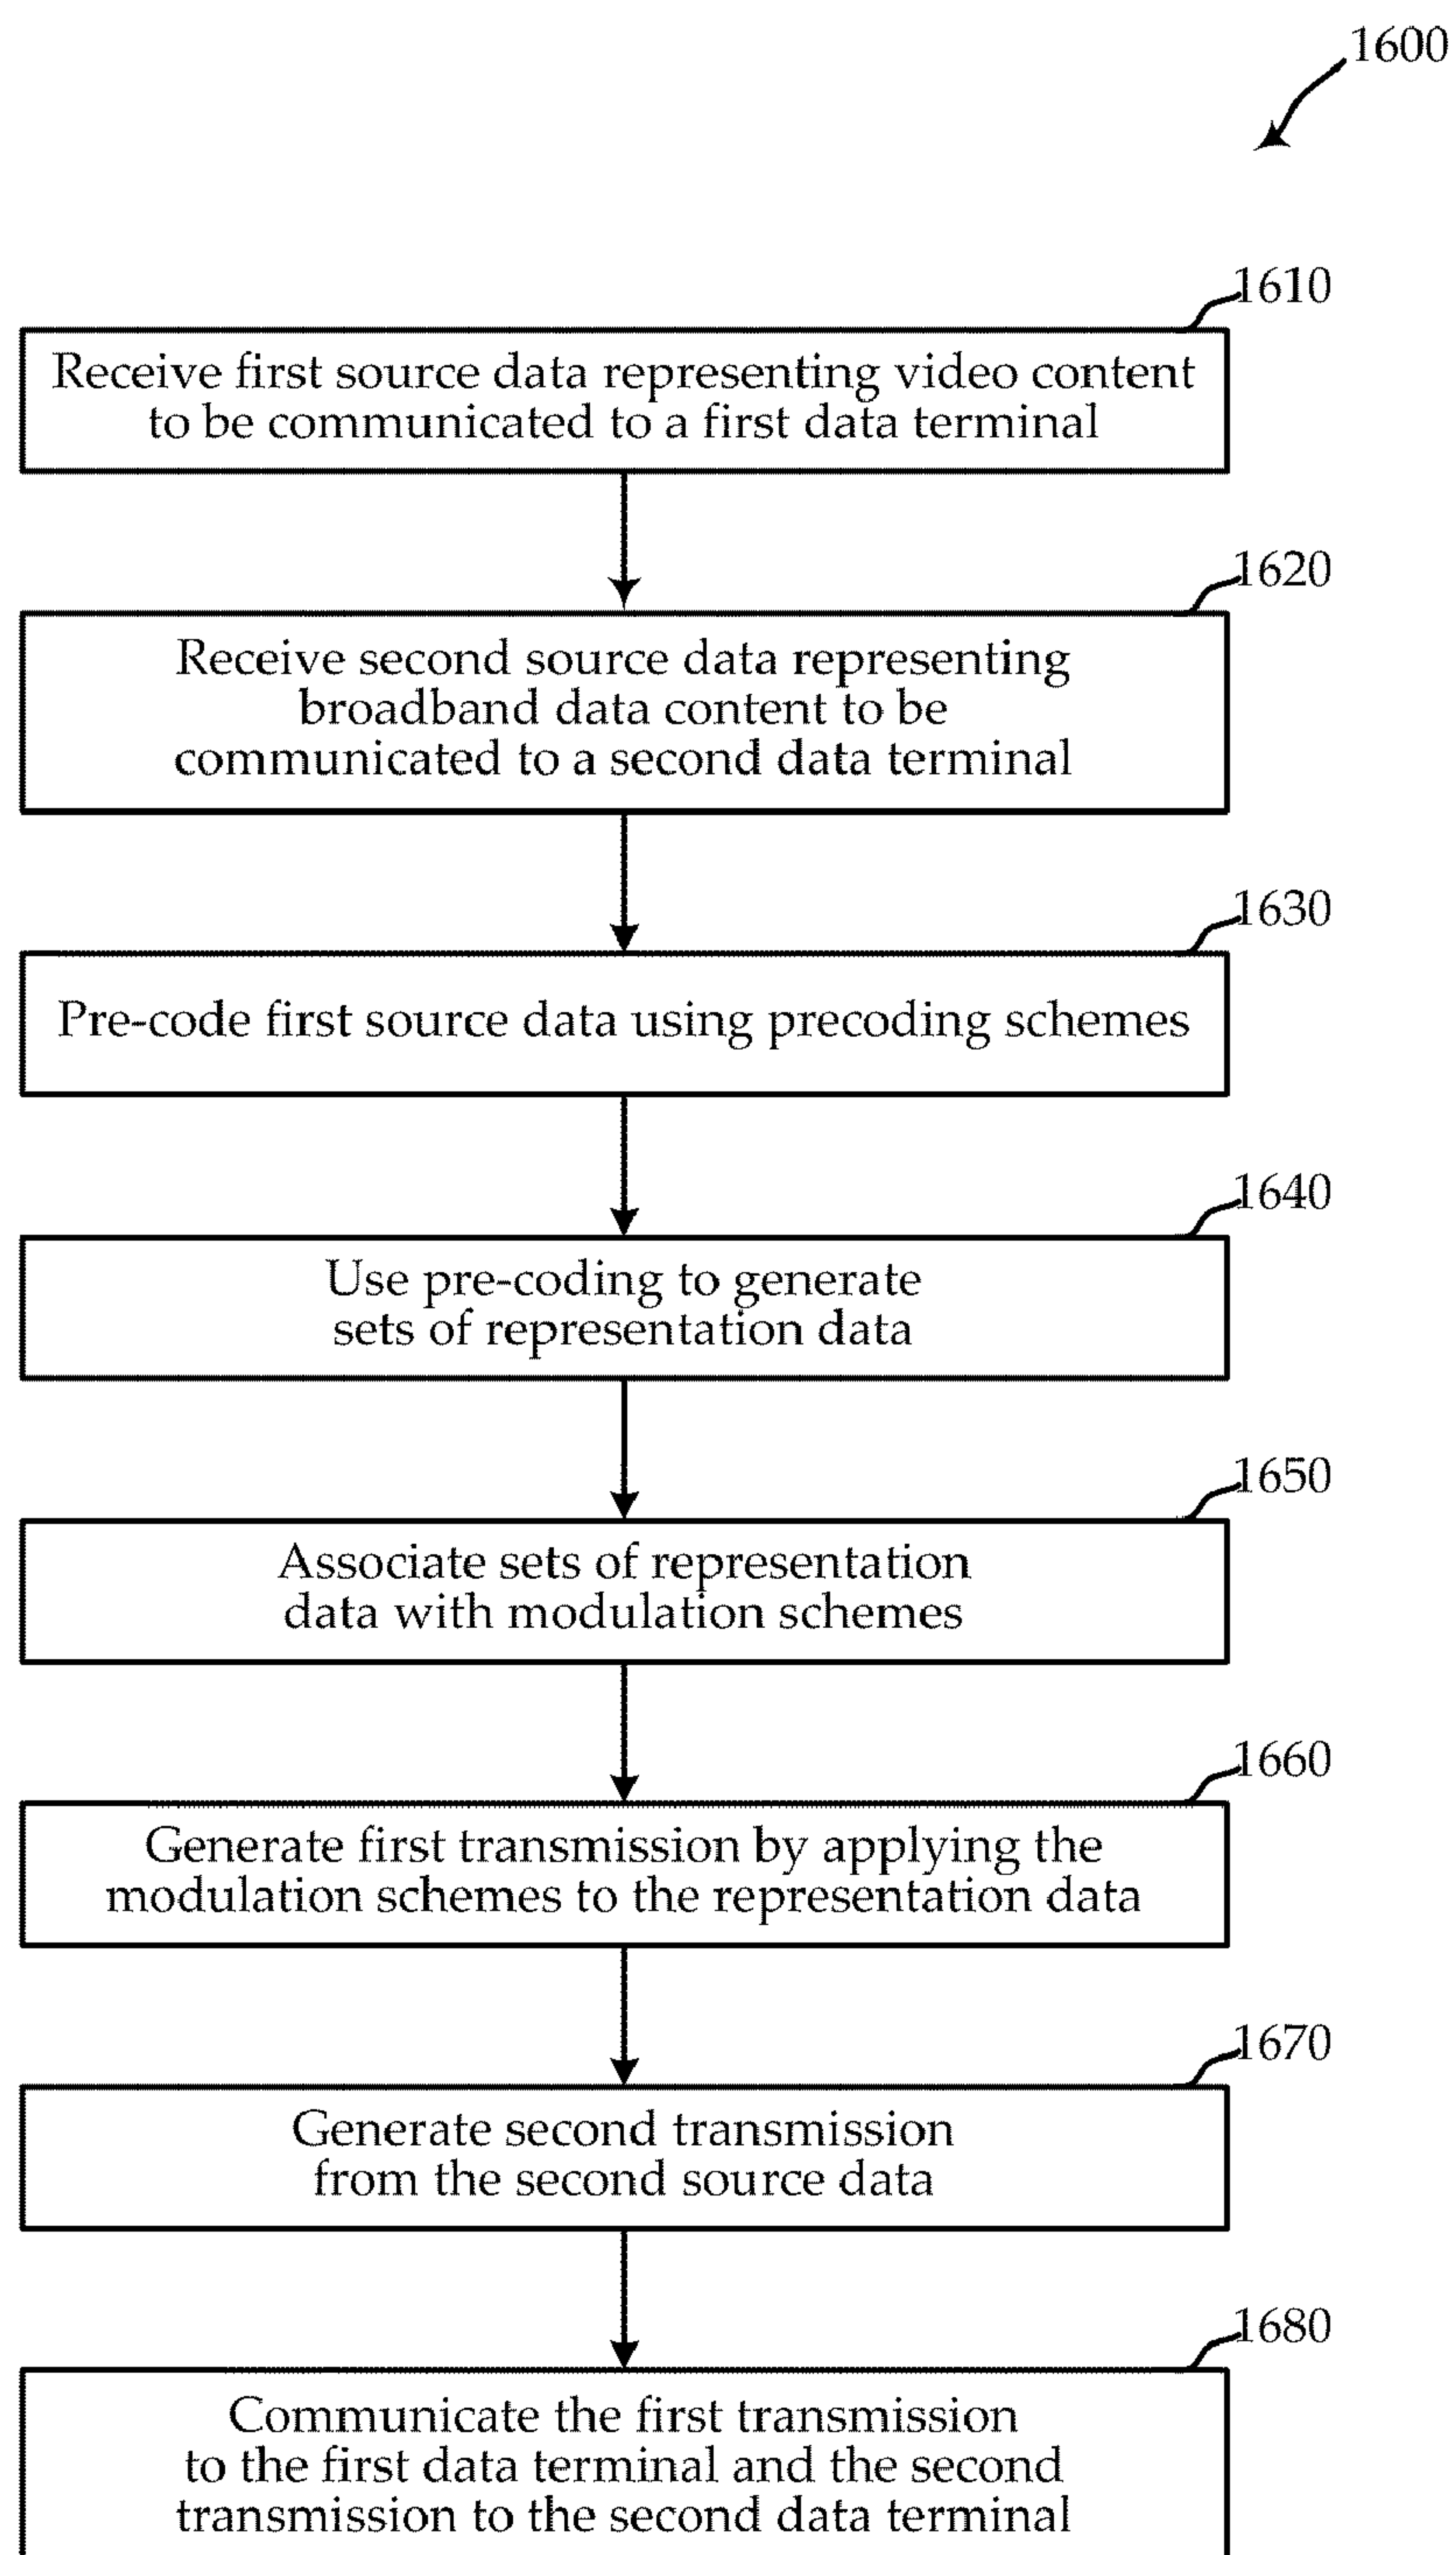 1600
1610
Receive first source data representing video content
to be communicated to a first data terminal
1620
Receive second source data representing
broadband data content to be
communicated to a second data terminal
1630
Pre-code first source data using precoding schemes
1640
Use pre-coding to generate
sets of representation data
1650
Associate sets of representation
data with modulation schemes
1660
Generate first transmission by applying the
modulation schemes to the representation data
1670
Generate second transmission
from the second source data
1680
Communicate the first transmission
to the first data terminal and the second
transmission to the second data terminal